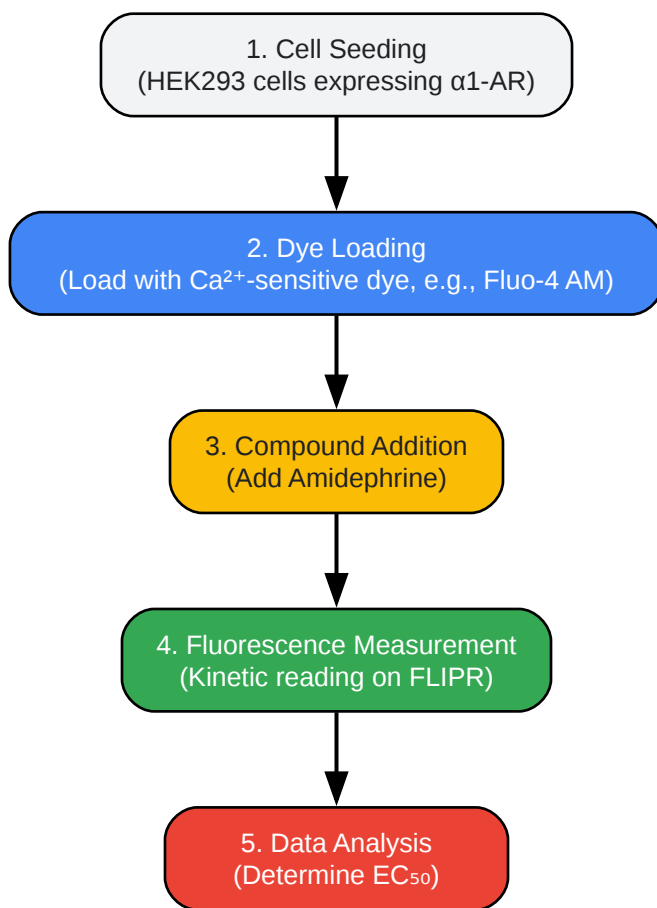 1. Cell Seeding
(HEK293 cells expressing α1-AR)
2. Dye Loading
(Load with Ca²⁺-sensitive dye, e.g., Fluo-4 AM)
3. Compound Addition
(Add Amidephrine)
4. Fluorescence Measurement
(Kinetic reading on FLIPR)
5. Data Analysis
(Determine EC₅₀)